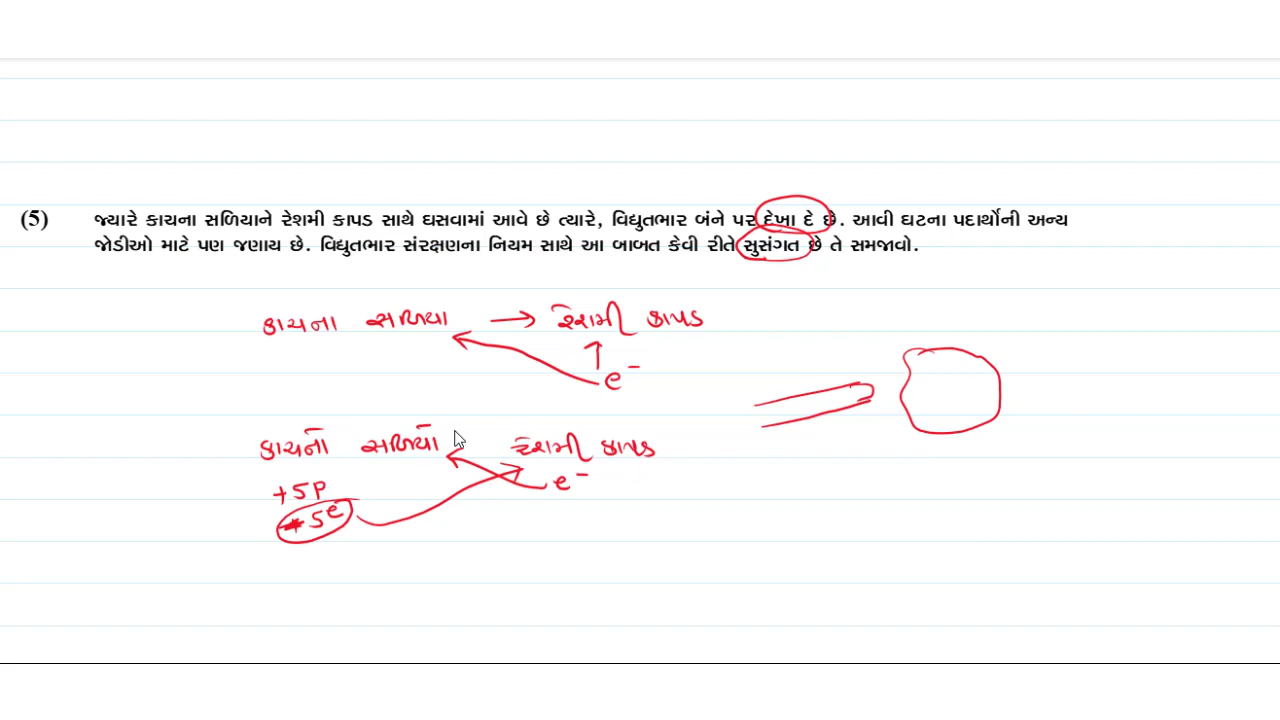 (5) જ્યારે કાચના સળિયાને રેશમી કાપડ સાથે ઘસવામાં આવે છે ત્યારે, વિદ્યુતભાર બંને પર દેખા દે છે. આવી ઘટના પદાર્થોની અન્ય
જોડીઓ માટે પણ જણાય છે. વિદ્યુતભાર સંરક્ષણના નિયમ સાથે આ બાબત કેવી રીતે સુસંગત છે તે સમજાવો.
કાચના સળિયા → રેશમી કાપડ
e⁻
કાચનો સળિયો રેશમી કાપડ
e⁻
+5P
5e⁻